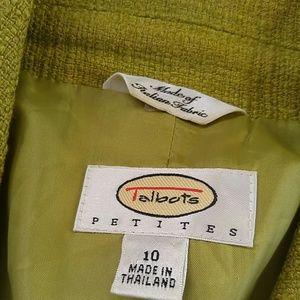 Made of
Italian Fabric
Talbots
PETITES
10
MADE IN
THAILAND